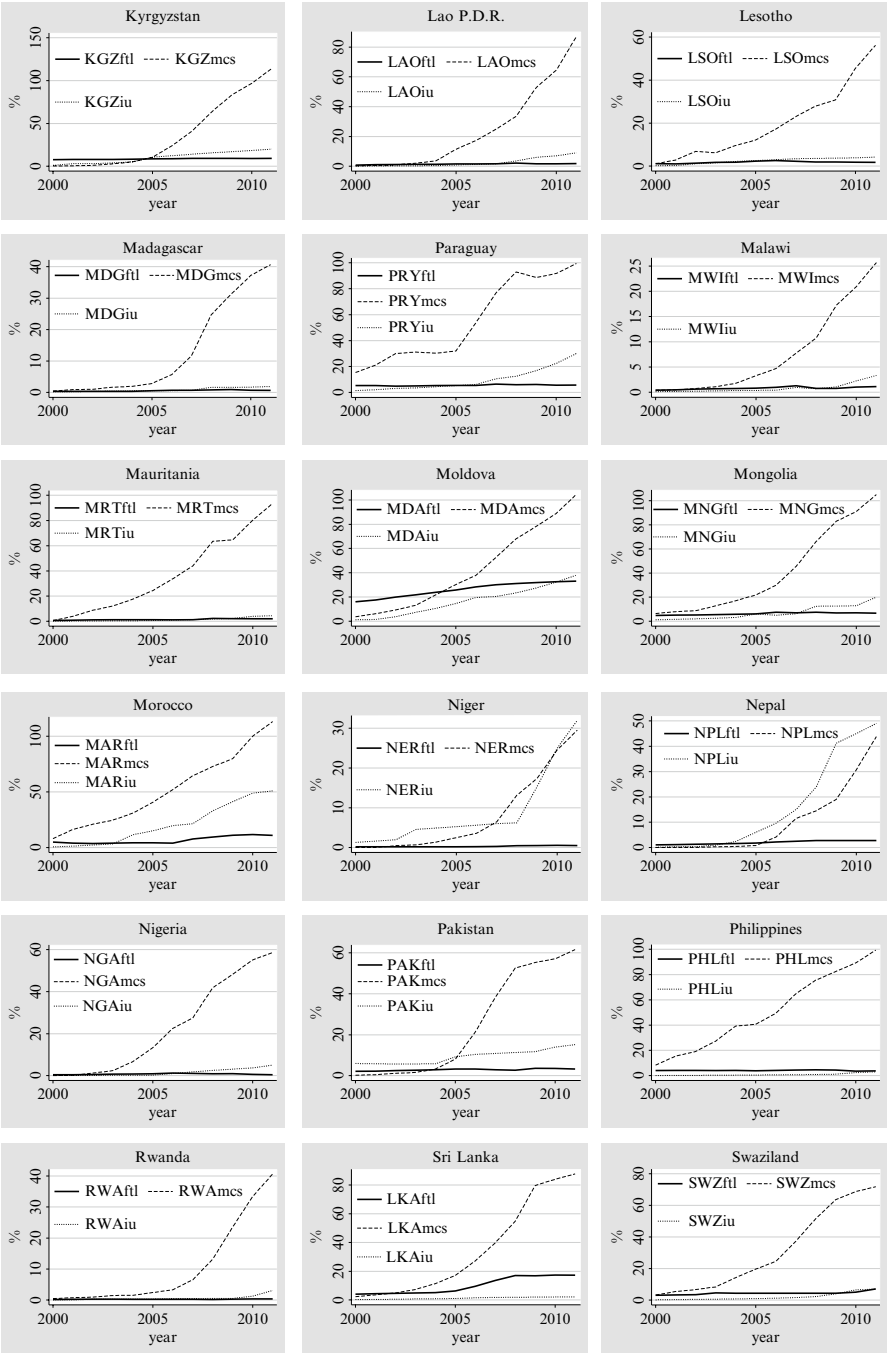 Kyrgyzstan
150
100
50
0
%
KGZftl KGZmcs
KGZiu
2000 2005 2010
year
Lao P.D.R.
80
60
40
20
0
%
LAOftl LAOmcs
LAOiu
2000 2005 2010
year
Lesotho
60
40
20
0
%
LSOftl LSOmcs
LSOiu
2000 2005 2010
year
Madagascar
40
30
20
10
0
%
MDGftl MDGmcs
MDGiu
2000 2005 2010
year
Paraguay
100
80
60
40
20
0
%
PRYftl
PRYmcs
PRYiu
2000 2005 2010
year
Malawi
25
20
15
10
5
0
%
MWIftl MWImcs
MWIiu
2000 2005 2010
year
Mauritania
100
80
60
40
20
0
%
MRTftl MRTmcs
MRTiu
2000 2005 2010
year
Moldova
100
80
60
40
20
0
%
MDAftl MDAmcs
MDAiu
2000 2005 2010
year
Mongolia
100
80
60
40
20
0
%
MNGftl MNGmcs
MNGiu
2000 2005 2010
year
Morocco
100
50
0
%
MARftl
MARmcs
MARiu
2000 2005 2010
year
Niger
30
20
10
0
%
NERftl NERmcs
NERiu
2000 2005 2010
year
Nepal
50
40
30
20
10
0
%
NPLftl NPLmcs
NPLiu
2000 2005 2010
year
Nigeria
60
40
20
0
%
NGAftl
NGAmcs
NGAiu
2000 2005 2010
year
Pakistan
60
40
20
0
%
PAKftl
PAKmcs
PAKiu
2000 2005 2010
year
Philippines
100
80
60
40
20
0
%
PHLftl PHLmcs
PHLiu
2000 2005 2010
year
Rwanda
40
30
20
10
0
%
RWAftl RWAmcs
RWAiu
2000 2005 2010
year
Sri Lanka
80
60
40
20
0
%
LKAftl
LKAmcs
LKAiu
2000 2005 2010
year
Swaziland
80
60
40
20
0
%
SWZftl SWZmcs
SWZiu
2000 2005 2010
year